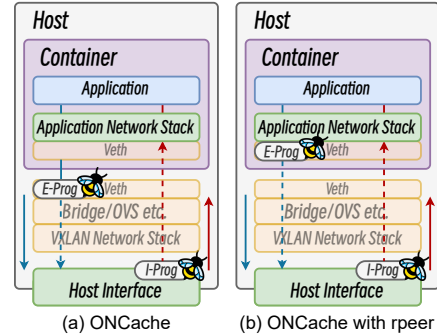 Host
Container
Application
Application Network Stack
Veth
E-Prog
Veth
Bridge/OVS etc.
VXLAN Network Stack
I-Prog
Host Interface
(a) ONCache
Host
Container
Application
Application Network Stack
E-Prog
Veth
Veth
Bridge/OVS etc.
VXLAN Network Stack
I-Prog
Host Interface
(b) ONCache with rpeer